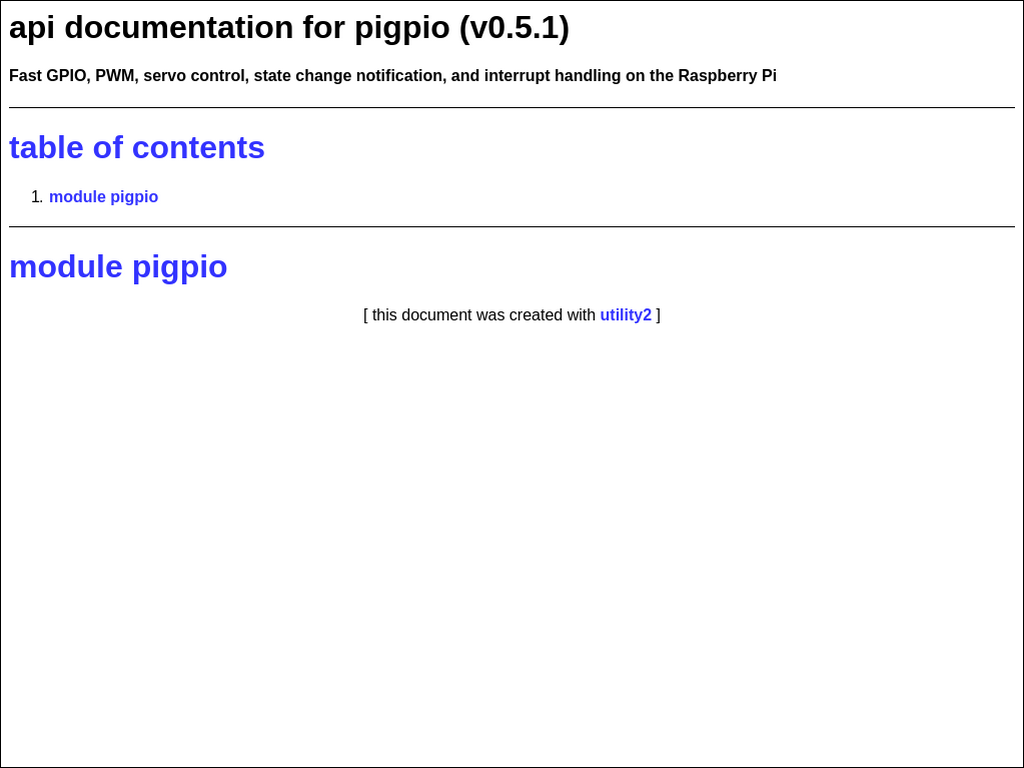 api documentation for pigpio (v0.5.1)
Fast GPIO, PWM, servo control, state change notification, and interrupt handling on the Raspberry Pi
table of contents
1. module pigpio
module pigpio
[ this document was created with utility2 ]